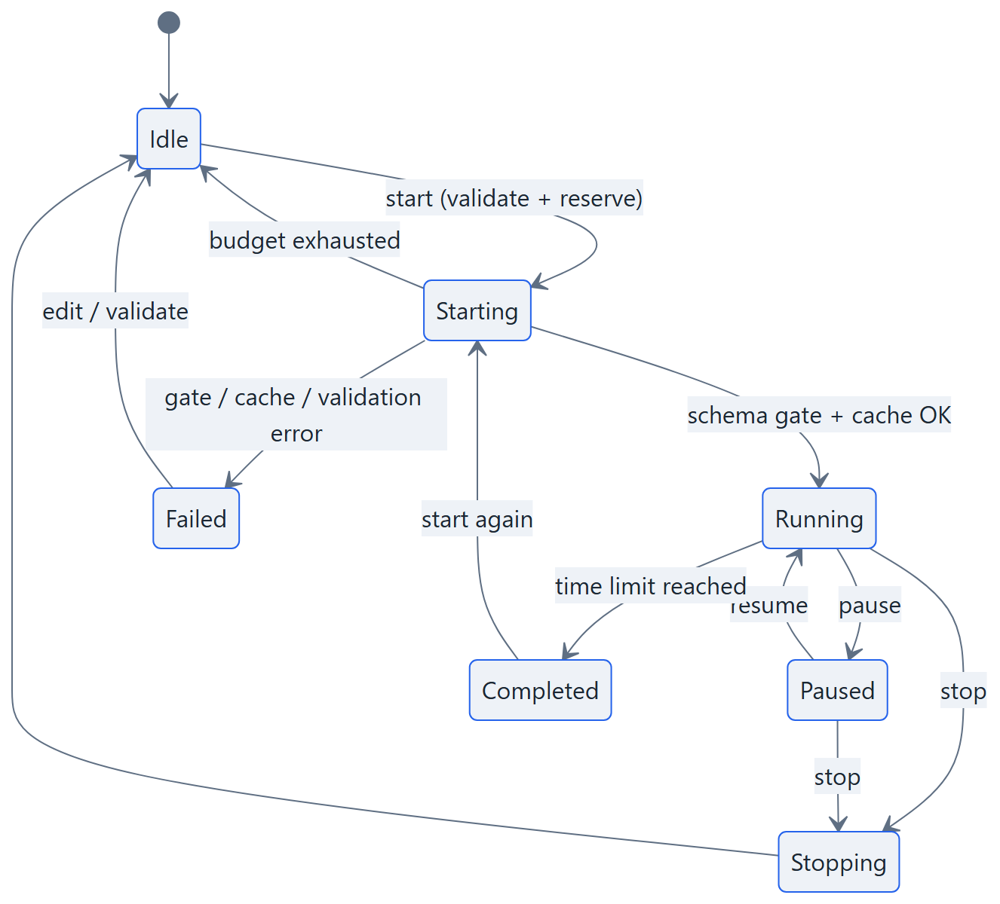 Idle
start (validate + reserve)
budget exhausted
edit / validate
Starting
gate / cache / validation
error
schema gate + cache OK
Failed
start again
Running
time limit reached
resume
pause
Completed
Paused
stop
stop
Stopping